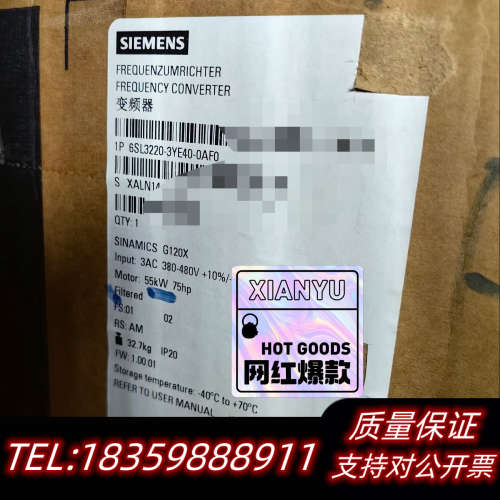 SIEMENS
FREQUENZUMRICHTER
FREQUENCY CONVERTER
变频器
1P 6SL3220-3YE40-0AF0
S XALN14
QTY: 1
SINAMICS G120X
Input: 3AC 380-480V +10%/-
Motor: 55kW 75hp
Filtered
FS:01 02
RS: AM
32.7kg IP20
FW: 1.00.01
Storage temperature: -40°C to +70°C
REFER TO USER MANUAL
XIANYU
HOT GOODS
网红爆款
TEL:18359888911
质量保证
支持对公开票